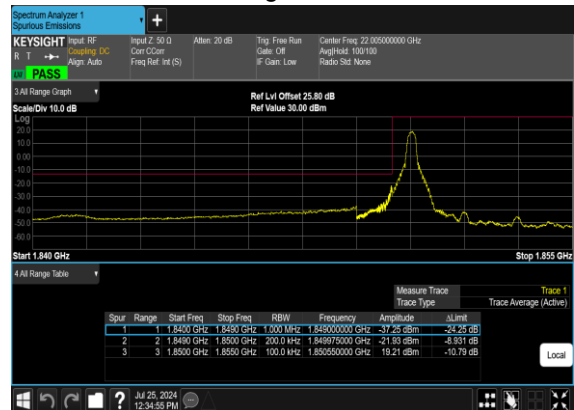 Spectrum Analyzer 1
Spurious Emissions
KEYSIGHT Input: RF Input Z: 50 Ω Atten: 20 dB Trig: Free Run Center Freq: 22.005000000 GHz
R T Coupling: DC Corr CCorr Gate: Off Avg|Hold: 100/100
Align: Auto Freq Ref: Int (S) IF Gain: Low Radio Std: None
PASS
3 All Range Graph
Ref Lvl Offset 25.80 dB
Scale/Div 10.0 dB Ref Value 30.00 dBm
Log
20.0
10.0
0.00
-10.0
-20.0
-30.0
-40.0
-50.0
-60.0
Start 1.840 GHz Stop 1.855 GHz
4 All Range Table
Measure Trace Trace 1
Trace Type Trace Average (Active)
Spur Range Start Freq Stop Freq RBW Frequency Amplitude ΔLimit
1 1 1.8400 GHz 1.8490 GHz 1.000 MHz 1.849000000 GHz -37.25 dBm -24.25 dB
2 2 1.8490 GHz 1.8500 GHz 200.0 kHz 1.849975000 GHz -21.93 dBm -8.931 dB
3 3 1.8500 GHz 1.8550 GHz 100.0 kHz 1.850550000 GHz 19.21 dBm -10.79 dB
Local
Jul 25, 2024
12:34:55 PM